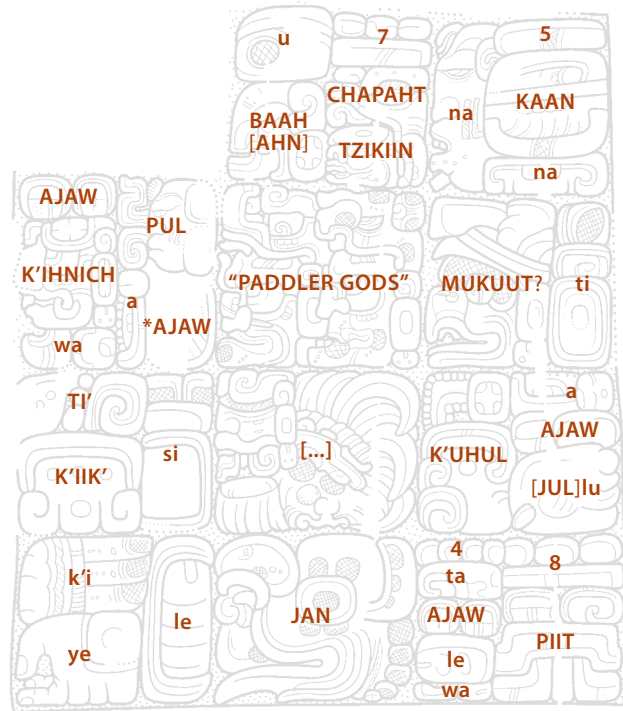 u
BAAH
[AHN]
7
CHAPAHT
TZIKIIN
na
5
KAAN
na
AJAW
K’IHNICH
wa
PUL
a
*AJAW
“PADDLER GODS”
MUKUUT?
ti
TI’
K’IIK’
si
[...]
K’UHUL
a
AJAW
[JUL]lu
k’i
ye
le
JAN
4
ta
AJAW
le
wa
8
PIIT